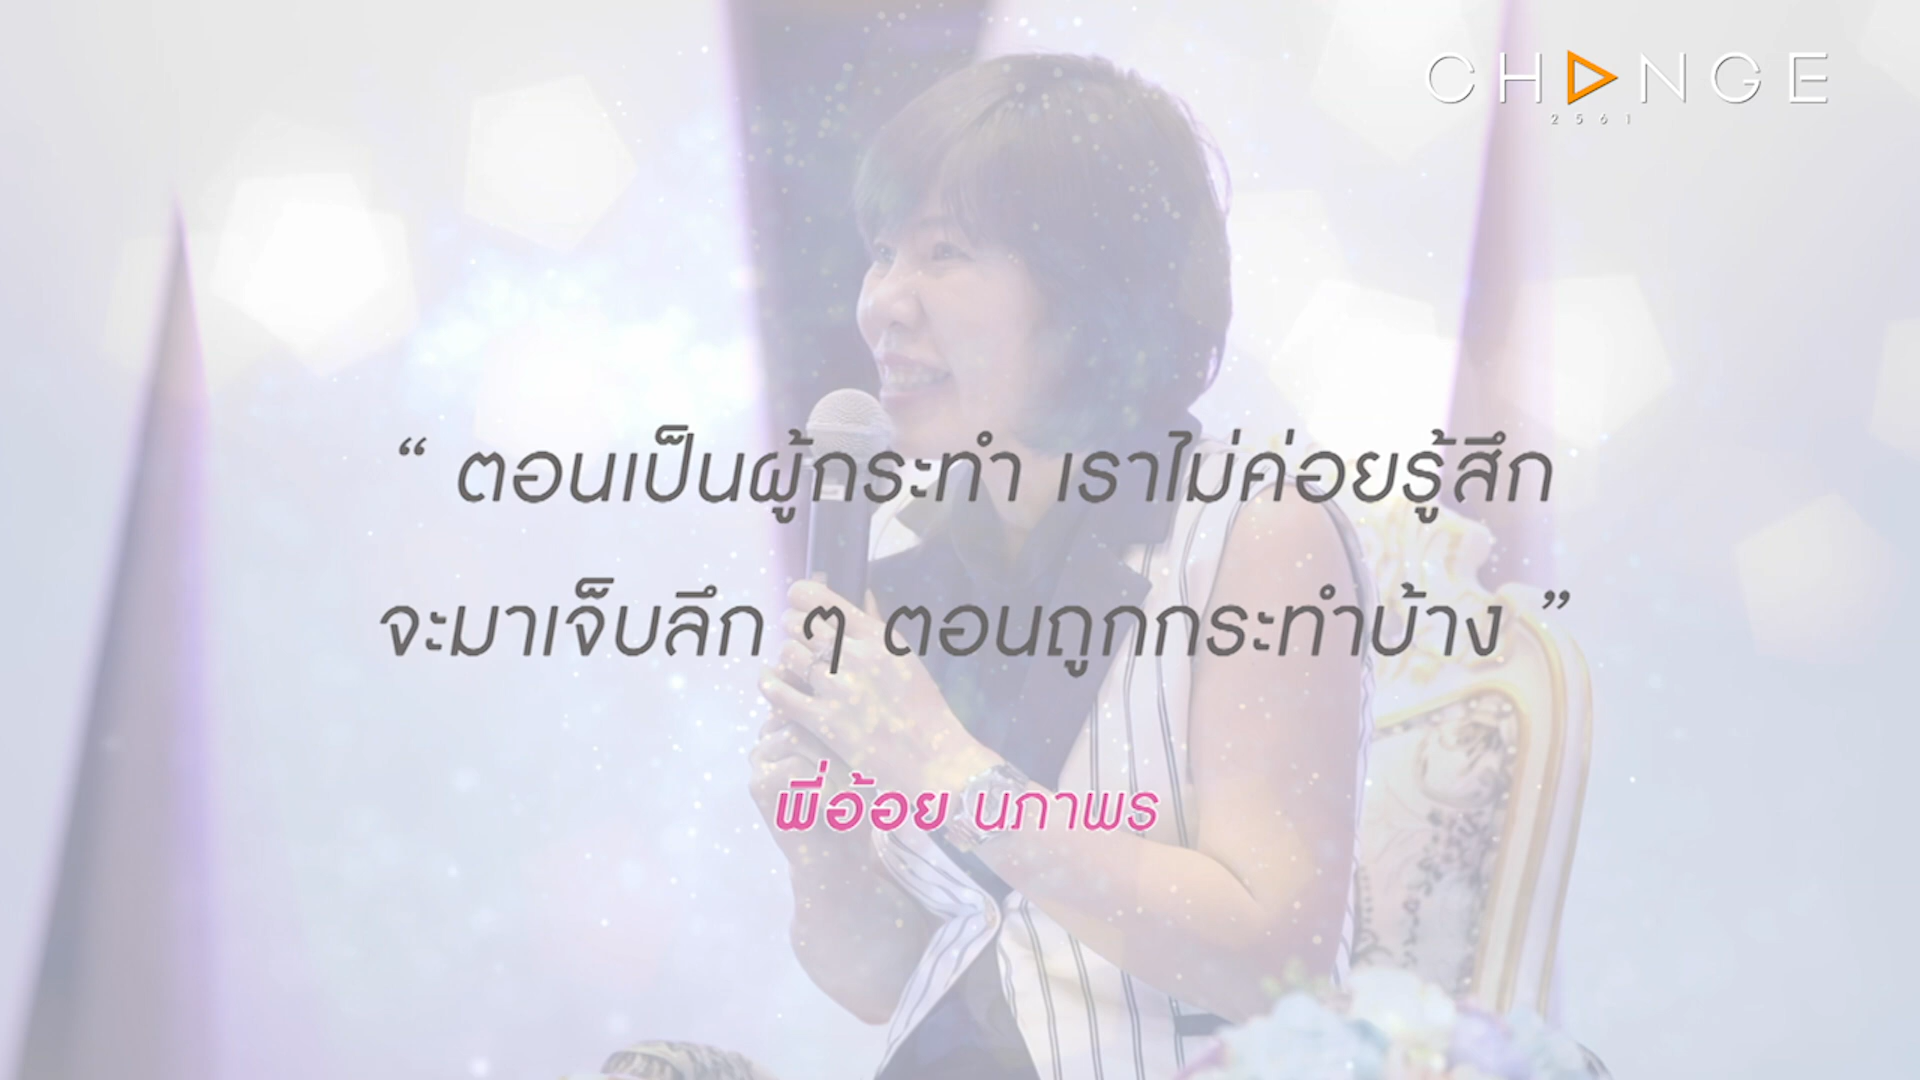 CHANGE
2561
“ ตอนเป็นผู้กระทำ เราไม่ค่อยรู้สึก
จะมาเจ็บลึก ๆ ตอนถูกกระทำบ้าง ”
พี่อ้อย นภาพร